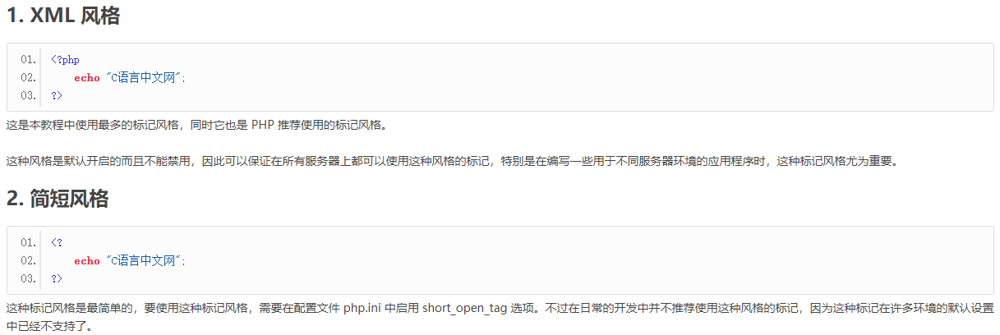 1. XML 风格
01. <?php
02. echo "C语言中文网";
03. ?>
这是本教程中使用最多的标记风格，同时它也是 PHP 推荐使用的标记风格。
这种风格是默认开启的而且不能禁用，因此可以保证在所有服务器上都可以使用这种风格的标记，特别是在编写一些用于不同服务器环境的应用程序时，这种标记风格尤为重要。
2. 简短风格
01. <?
02. echo "C语言中文网";
03. ?>
这种标记风格是最简单的，要使用这种标记风格，需要在配置文件 php.ini 中启用 short_open_tag 选项。不过在日常的开发中并不推荐使用这种风格的标记，因为这种标记在许多环境的默认设置
中已经不支持了。